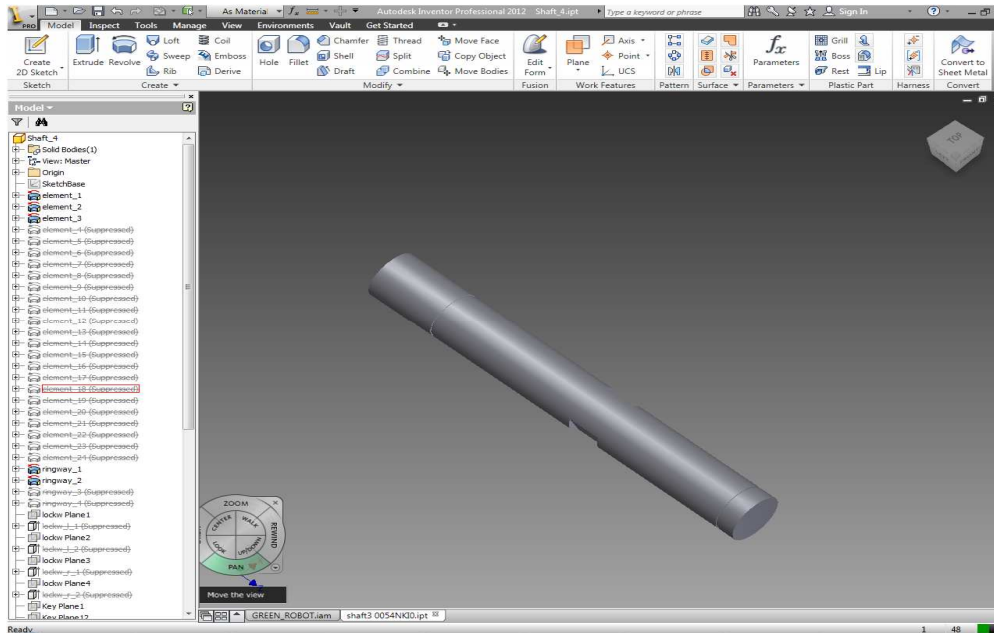 PRO
As Material
fx
Autodesk Inventor Professional 2012 Shaft_4.ipt
Type a keyword or phrase
Sign In
Model Inspect Tools Manage View Environments Vault Get Started
Create 2D Sketch
Extrude Revolve
Loft
Sweep
Rib
Coil
Emboss
Derive
Hole Fillet
Chamfer
Shell
Draft
Thread
Split
Combine
Move Face
Copy Object
Move Bodies
Edit Form
Plane
Axis
Point
UCS
fx
Parameters
Grill
Boss
Rest
Lip
Convert to Sheet Metal
Sketch
Create
Modify
Fusion
Work Features
Pattern
Surface
Parameters
Plastic Part
Harness
Convert
Model
Shaft_4
Solid Bodies(1)
View: Master
Origin
SketchBase
element_1
element_2
element_3
element_4 (Suppressed)
element_5 (Suppressed)
element_6 (Suppressed)
element_7 (Suppressed)
element_8 (Suppressed)
element_9 (Suppressed)
element_10 (Suppressed)
element_11 (Suppressed)
element_12 (Suppressed)
element_13 (Suppressed)
element_14 (Suppressed)
element_15 (Suppressed)
element_16 (Suppressed)
element_17 (Suppressed)
element_18 (Suppressed)
element_19 (Suppressed)
element_20 (Suppressed)
element_21 (Suppressed)
element_22 (Suppressed)
element_23 (Suppressed)
element_24 (Suppressed)
ringway_1
ringway_2
ringway_3 (Suppressed)
ringway_4 (Suppressed)
lockw Plane1
lockw_l_1 (Suppressed)
lockw Plane2
lockw_l_2 (Suppressed)
lockw Plane3
lockw_r_1 (Suppressed)
lockw Plane4
lockw_r_2 (Suppressed)
Key Plane1
Key Plane12
TOP
ZOOM
CENTER
WALK
REWIND
LOOK
UP/DOWN
PAN
Move the view
GREEN_ROBOT.iam
shaft3 0054NKI0.ipt
Ready
1 48